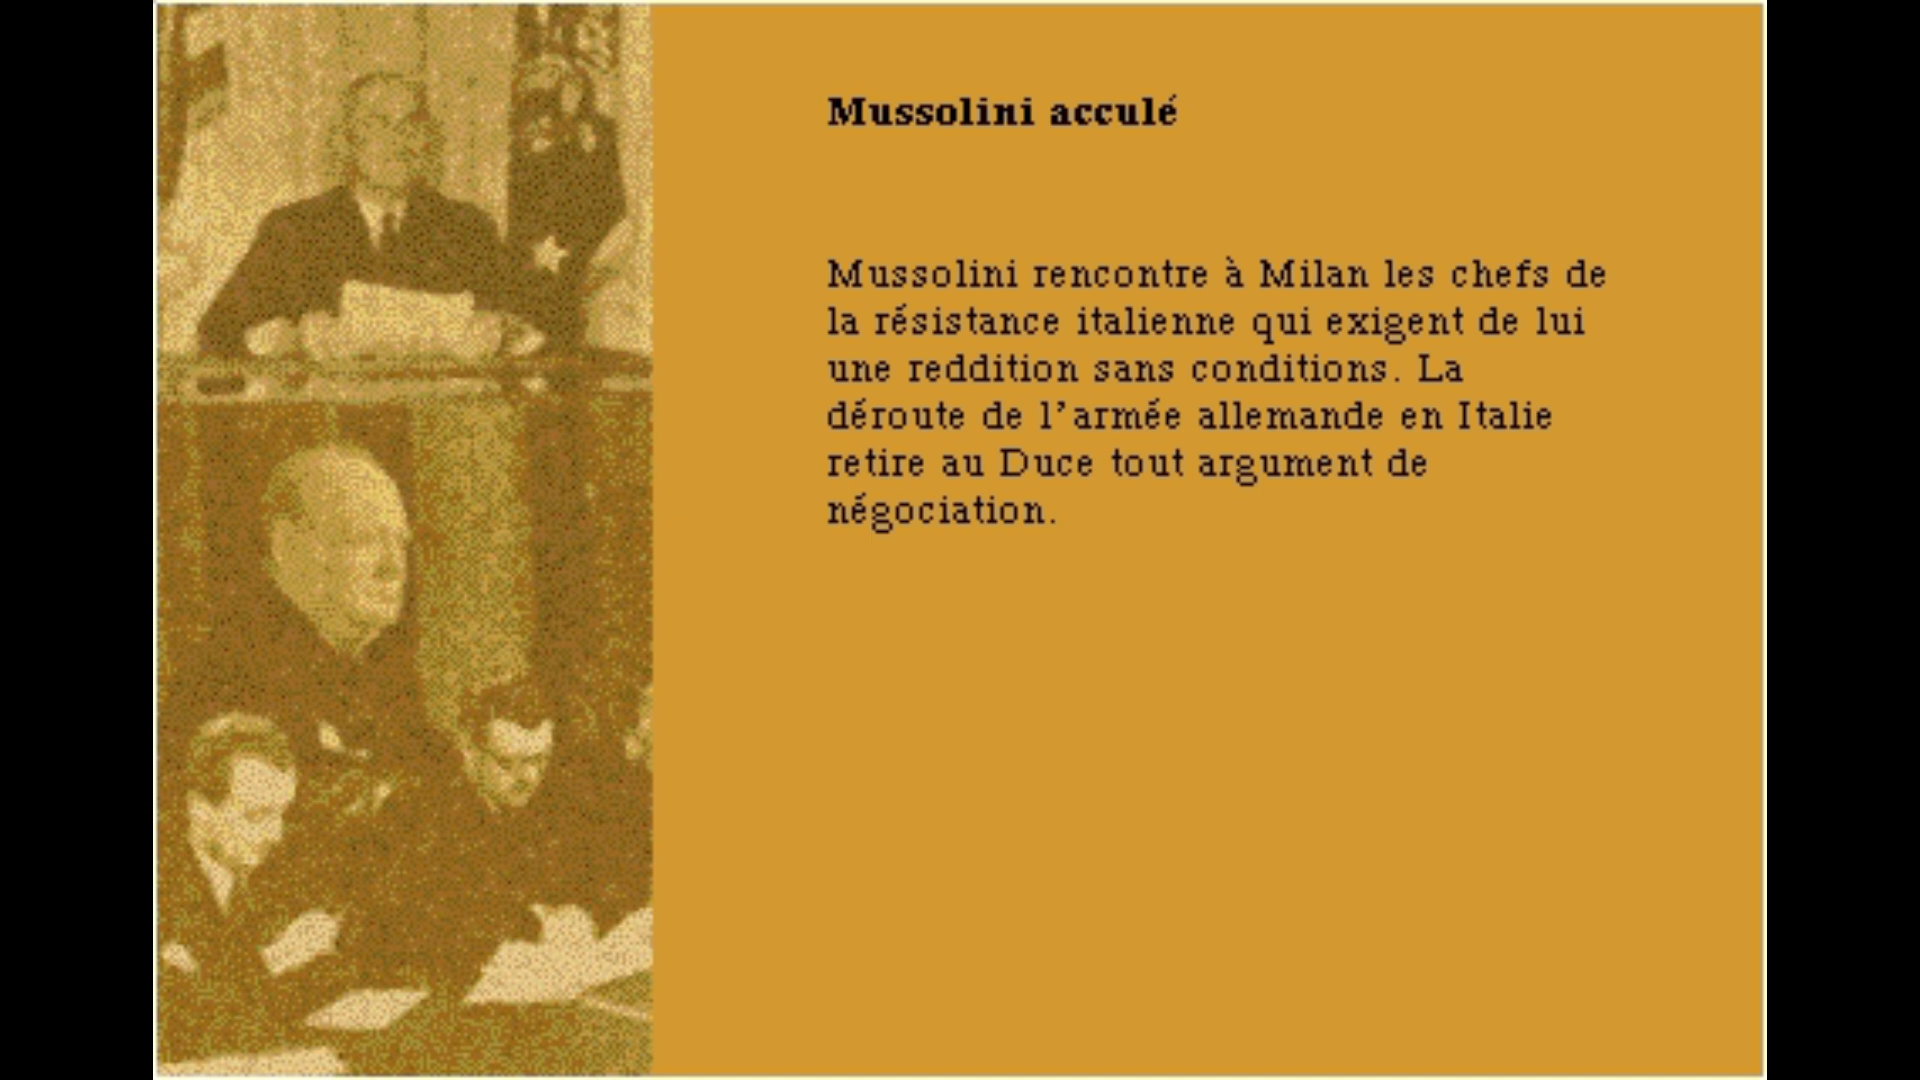 Mussolini acculé
Mussolini rencontre à Milan les chefs de
la résistance italienne qui exigent de lui
une reddition sans conditions. La
déroute de l'armée allemande en Italie
retire au Duce tout argument de
négociation.